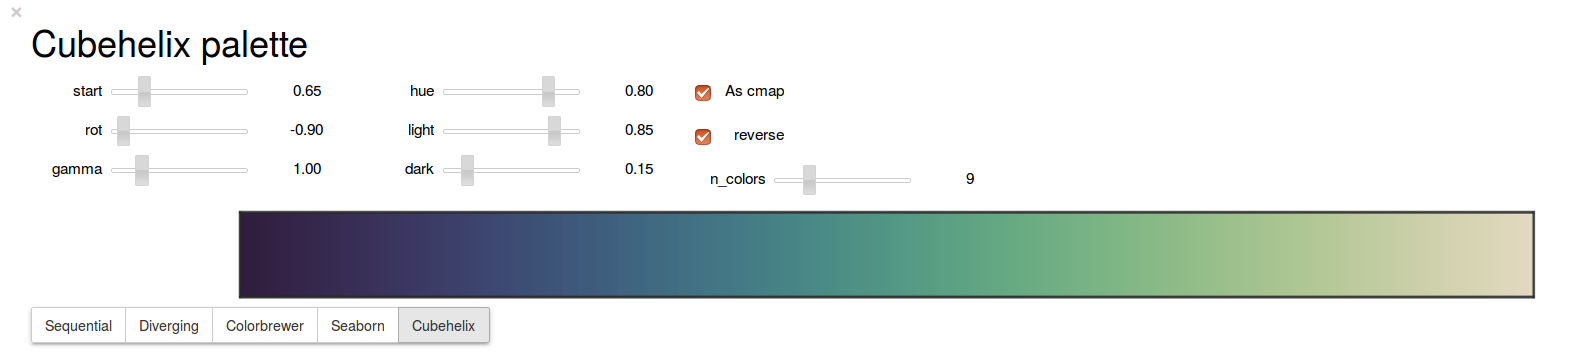 ×
Cubehelix palette
start 0.65 hue 0.80 As cmap
rot -0.90 light 0.85 reverse
gamma 1.00 dark 0.15 n_colors 9
Sequential Diverging Colorbrewer Seaborn Cubehelix